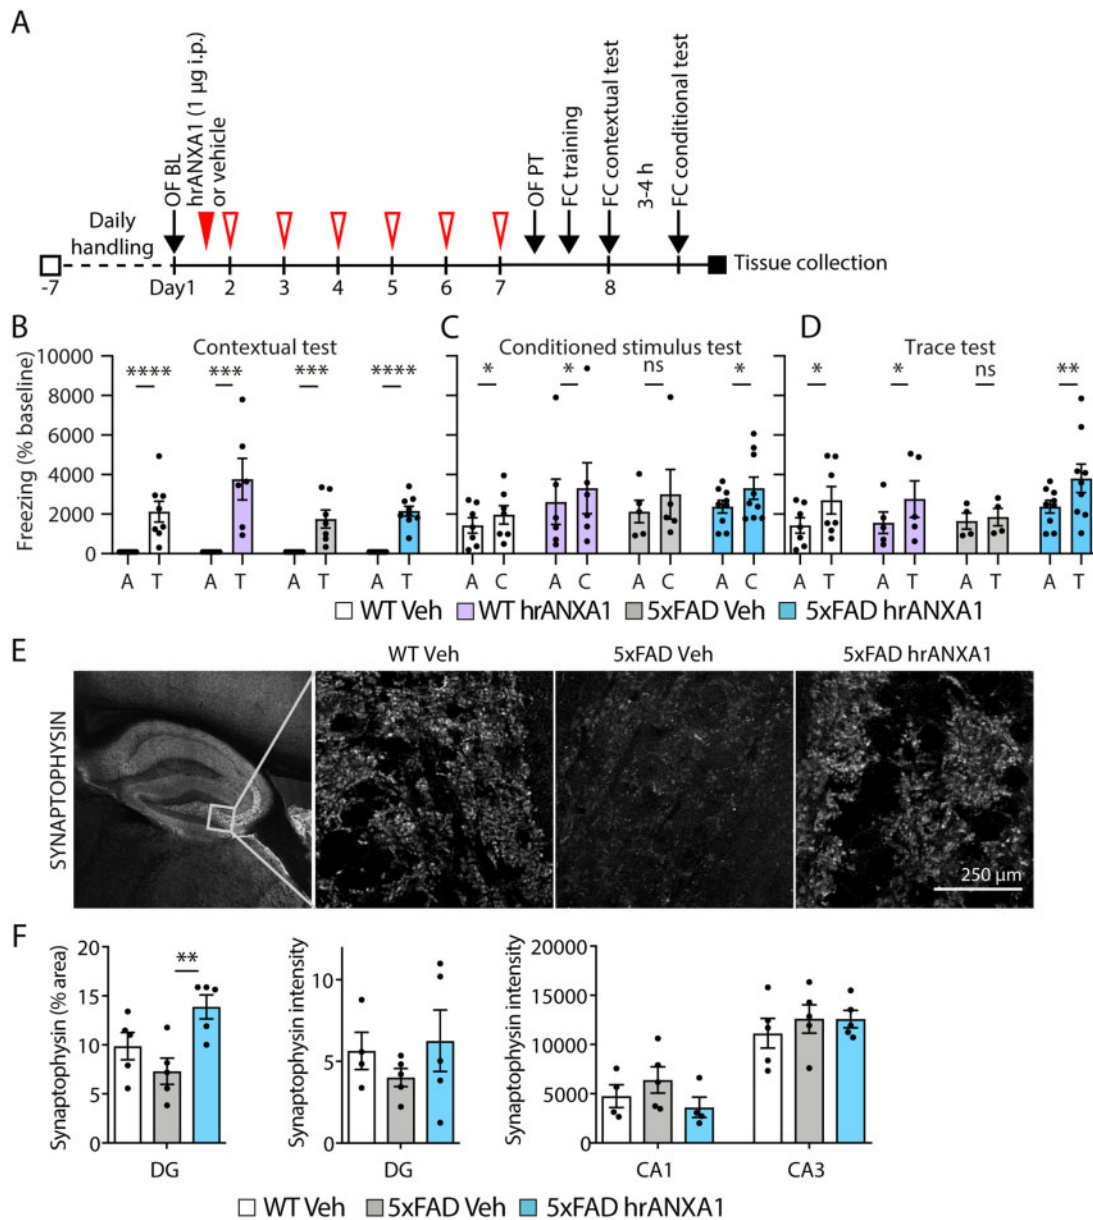 A
OF BL
hrANXA1 (1 µg i.p.)
or vehicle
OF PT
FC training
FC contextual test
3-4 h
FC conditional test
Daily
handling
Tissue collection
-7
Day1
2
3
4
5
6
7
8
B
C
D
Contextual test
Conditioned stimulus test
Trace test
Freezing (% baseline)
10000
8000
6000
4000
2000
0
**** *** *** ****
* * ns *
* * ns **
A T A T A T A T
A C A C A C A C
A T A T A T A T
WT Veh WT hrANXA1 5xFAD Veh 5xFAD hrANXA1
E
WT Veh
5xFAD Veh
5xFAD hrANXA1
SYNAPTOPHYSIN
250 µm
F
Synaptophysin (% area)
20
15
10
5
0
**
DG
Synaptophysin intensity
10
5
0
DG
Synaptophysin intensity
20000
15000
10000
5000
0
CA1
CA3
WT Veh 5xFAD Veh 5xFAD hrANXA1